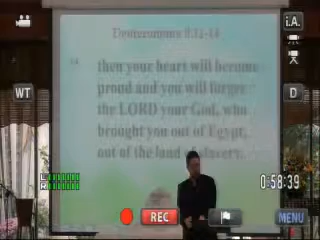 Deuteronomy 8:12-14
i.A.
14 then your heart will become
proud and you will forget
WT
D
the LORD your God, who
brought you out of Egypt,
out of the land of slavery.
L
R
0:58:39
REC
MENU